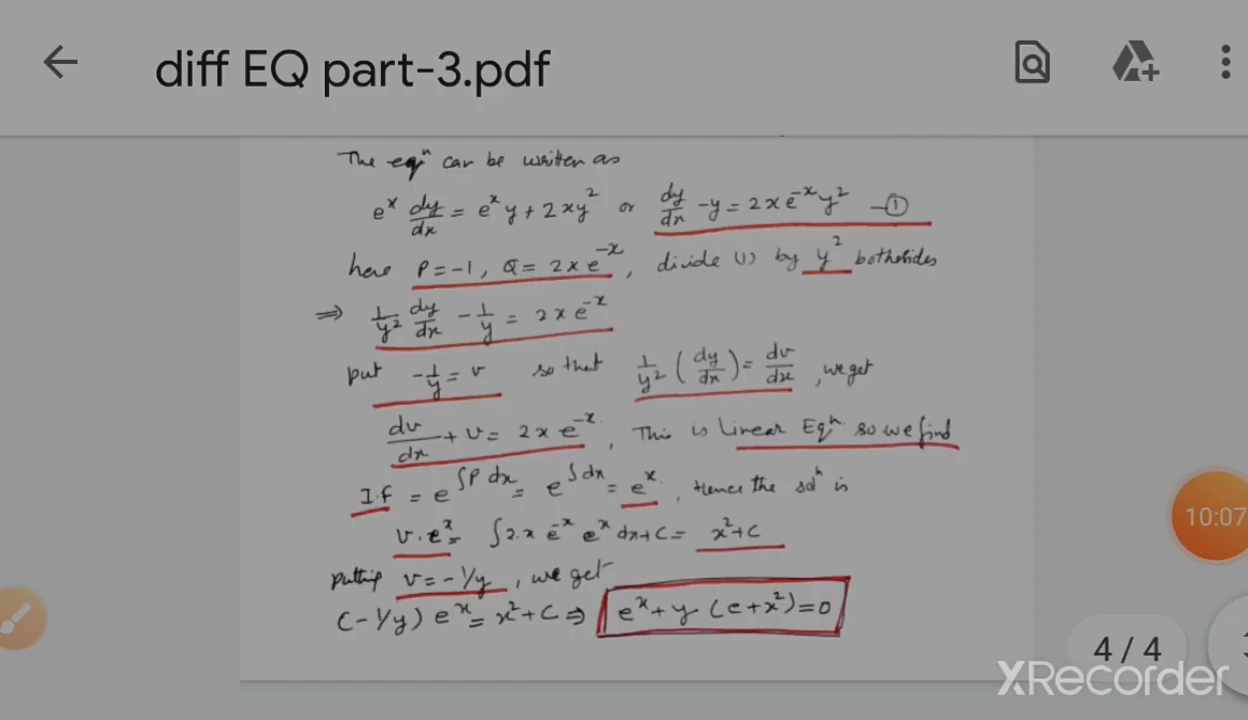 diff EQ part-3.pdf
The eqⁿ can be written as
eˣ dy/dx = eˣy + 2xy² or dy/dx - y = 2x e⁻ˣy² —①
here P = -1, Q = 2x e⁻ˣ, divide (1) by y² bothsides
⇒ 1/y² dy/dx - 1/y = 2x e⁻ˣ
put -1/y = v so that 1/y² (dy/dx) = dv/dx, we get
dv/dx + v = 2x e⁻ˣ, This is linear Eqⁿ so we find
I.F = e^∫P dx = e^∫dx = eˣ, Hence the solⁿ is
v.eˣ = ∫2.x e⁻ˣ eˣ dx + C = x² + C
putting v = -1/y, we get
(-1/y) eˣ = x² + C ⇒ eˣ + y (c + x²) = 0
10:07
4 / 4
XRecorder